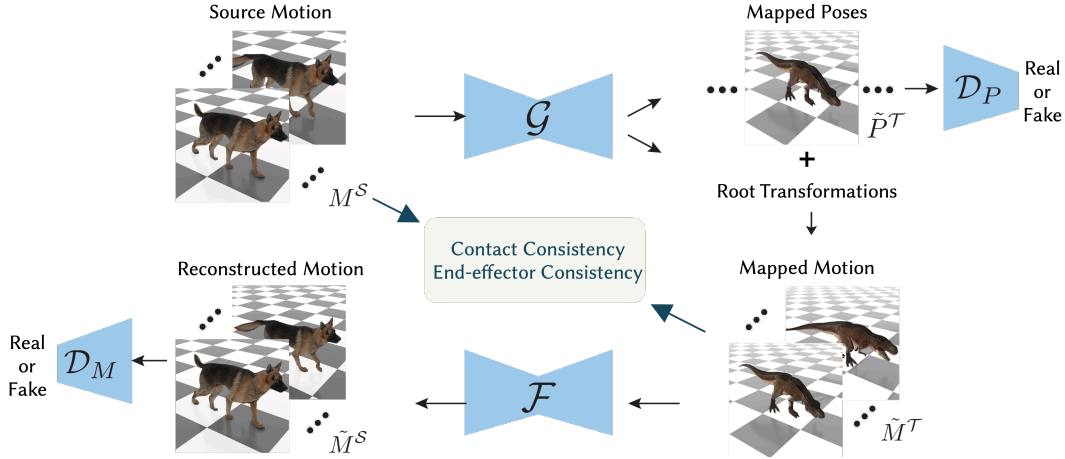 Source Motion
Mapped Poses
M^S
G
P̃^T
D_P
Real
or
Fake
+
Root Transformations
Contact Consistency
End-effector Consistency
Reconstructed Motion
Mapped Motion
Real
or
Fake
D_M
M̃^S
F
M̃^T